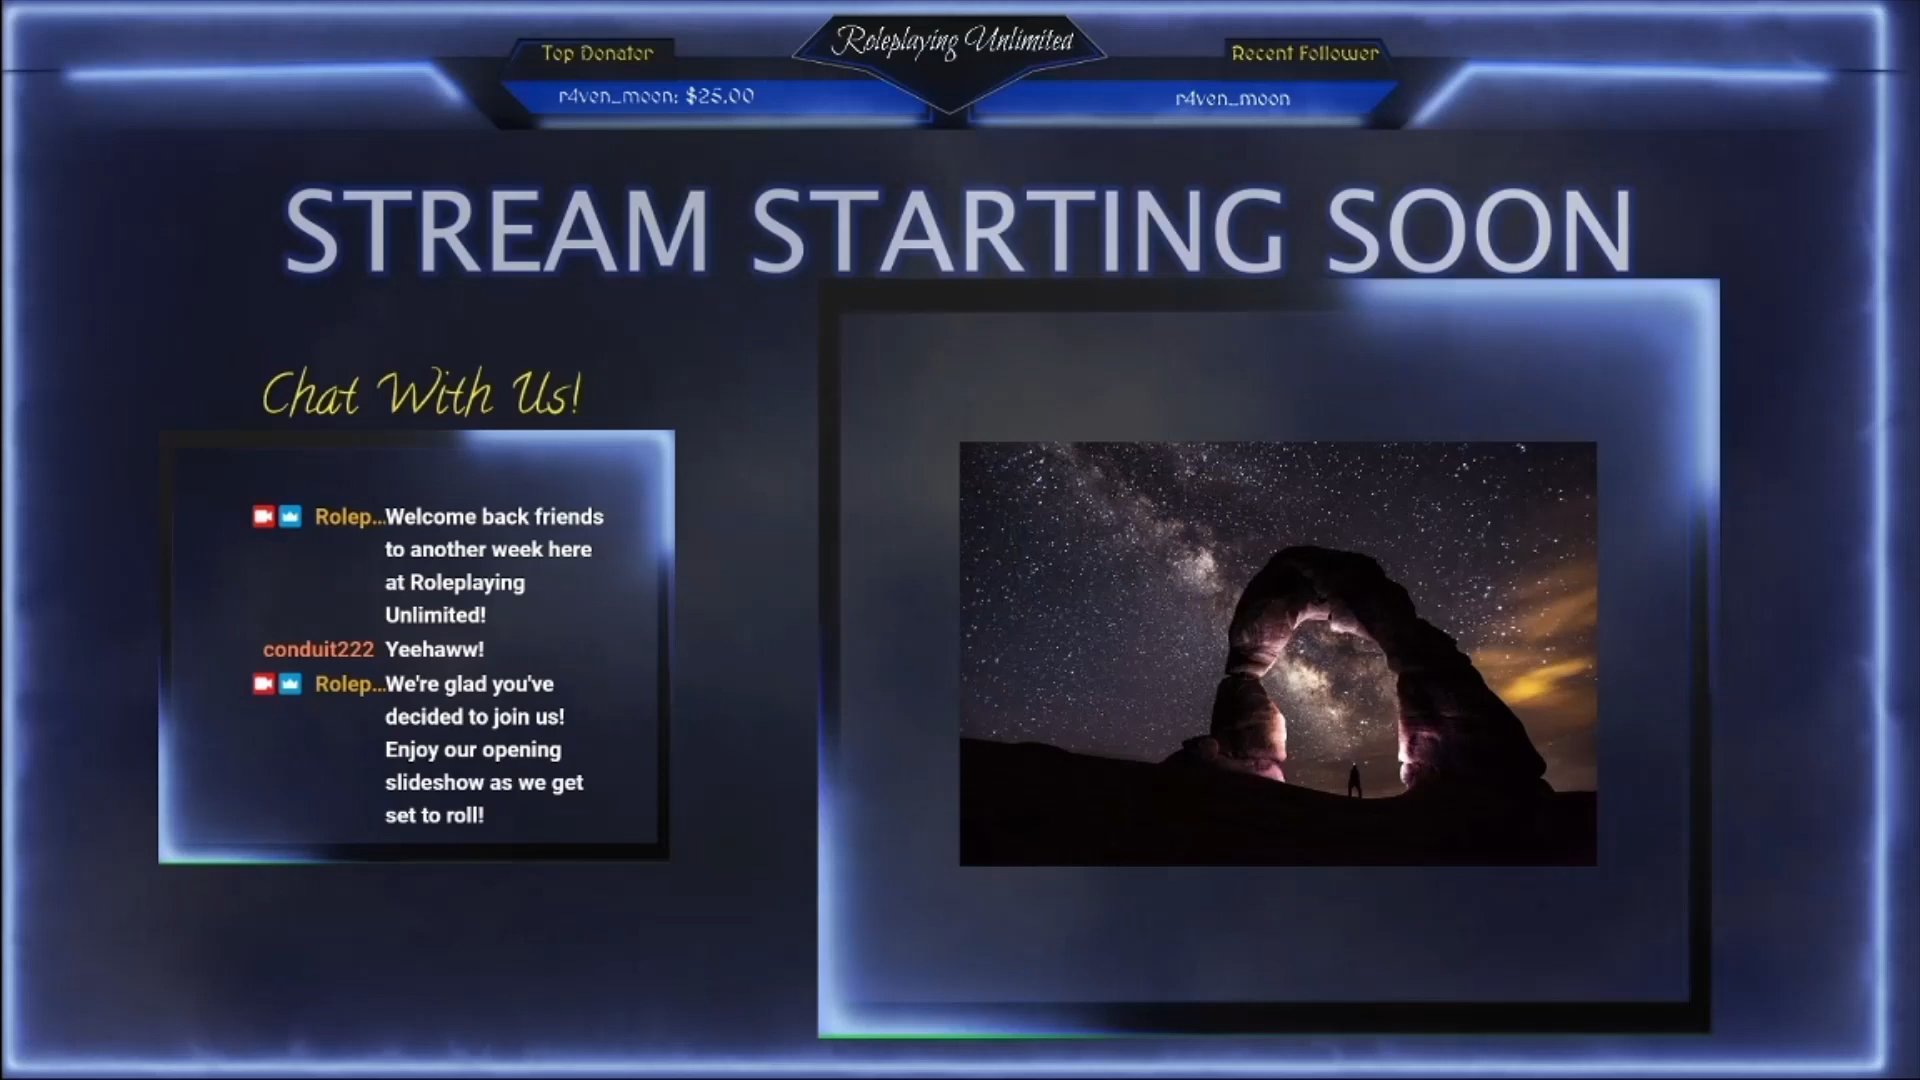 Roleplaying Unlimited
Top Donator
Recent Follower
r4ven_moon: $25.00
r4ven_moon
STREAM STARTING SOON
Chat With Us!
Rolep...Welcome back friends
to another week here
at Roleplaying
Unlimited!
conduit222 Yeehaww!
Rolep...We're glad you've
decided to join us!
Enjoy our opening
slideshow as we get
set to roll!